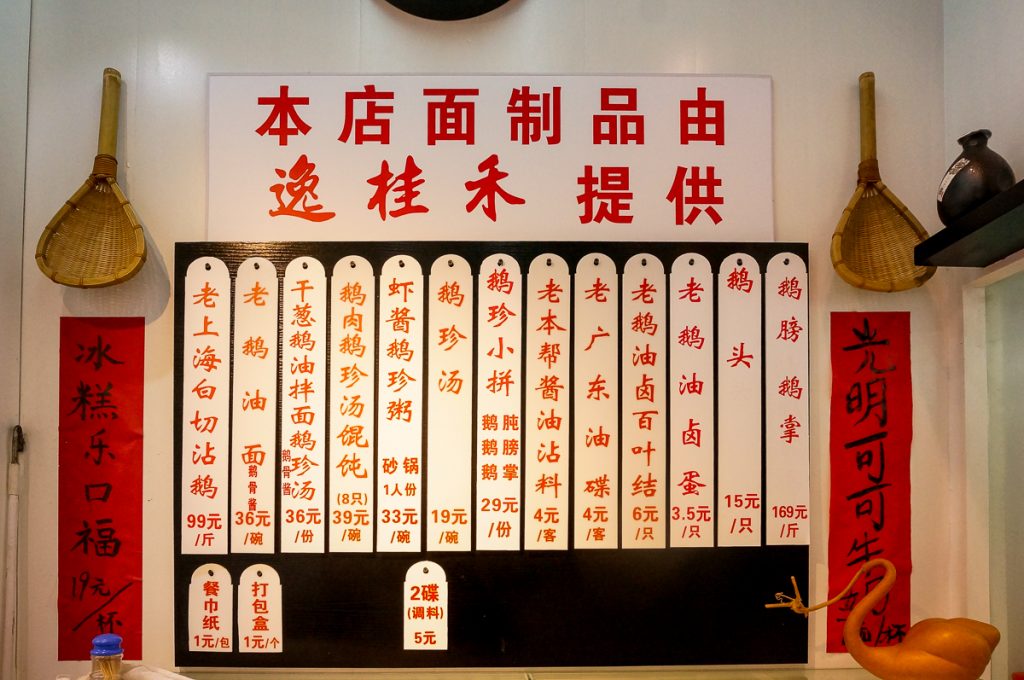 本店面制品由
逸桂禾 提供
冰糕乐口福
19元/杯
老上海白切沾鹅
99元
/斤
老鹅油面
鹅骨酱
36元
/碗
干葱鹅油拌面鹅珍汤
鹅骨酱
36元
/份
鹅肉鹅珍汤馄饨
(8只)
39元
/碗
虾酱鹅珍粥
砂锅
1人份
33元
/碗
鹅珍汤
19元
/碗
鹅珍小拼
鹅肫
鹅膀
鹅掌
29元
/份
老本帮酱油沾料
4元
/客
老广东油碟
4元
/客
老鹅油卤百叶结
6元
/只
老鹅油卤蛋
3.5元
/只
鹅头
15元
/只
鹅膀鹅掌
169元
/斤
光明可可牛
/杯
餐巾纸
1元/包
打包盒
1元/个
2碟
(调料)
5元